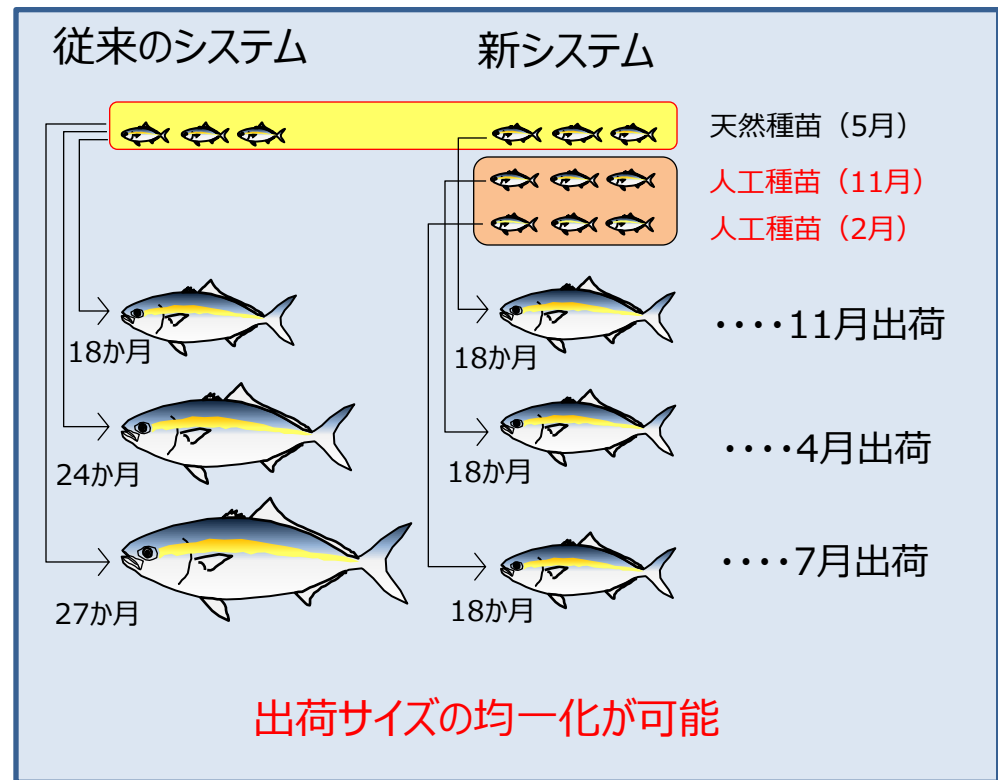 従来のシステム
新システム
天然種苗（5月）
人工種苗（11月）
人工種苗（2月）
18か月
18か月
････11月出荷
24か月
18か月
････4月出荷
27か月
18か月
････7月出荷
出荷サイズの均一化が可能